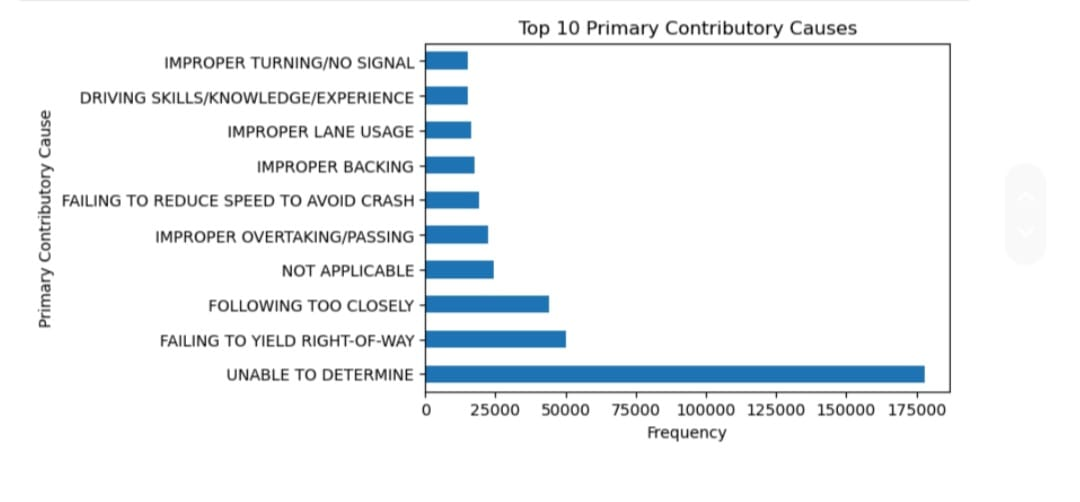 Top 10 Primary Contributory Causes
Primary Contributory Cause
IMPROPER TURNING/NO SIGNAL
DRIVING SKILLS/KNOWLEDGE/EXPERIENCE
IMPROPER LANE USAGE
IMPROPER BACKING
FAILING TO REDUCE SPEED TO AVOID CRASH
IMPROPER OVERTAKING/PASSING
NOT APPLICABLE
FOLLOWING TOO CLOSELY
FAILING TO YIELD RIGHT-OF-WAY
UNABLE TO DETERMINE
0 25000 50000 75000 100000 125000 150000 175000
Frequency